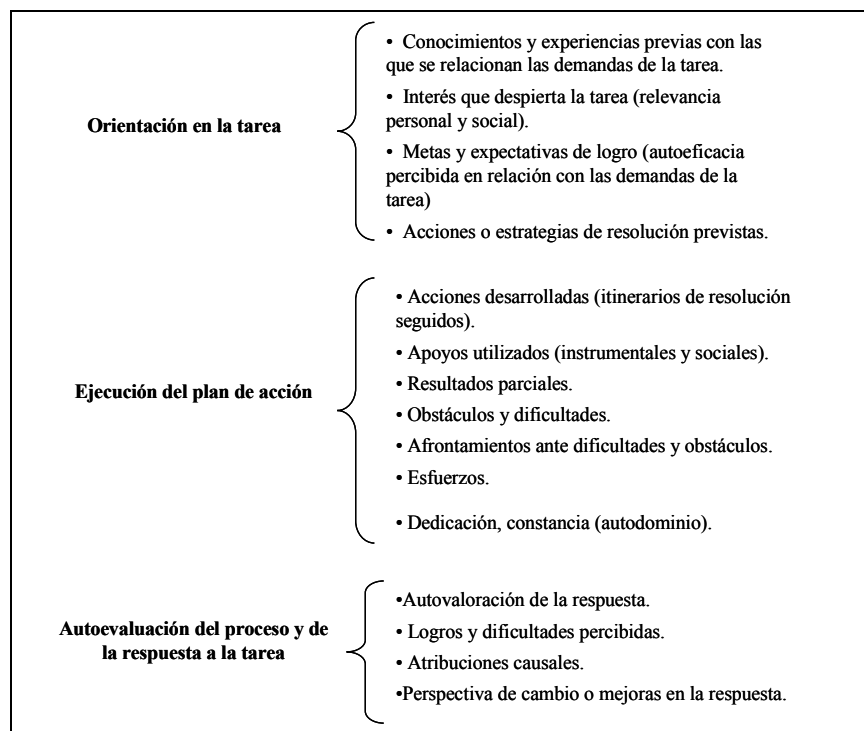 Orientación en la tarea
• Conocimientos y experiencias previas con las
que se relacionan las demandas de la tarea.
• Interés que despierta la tarea (relevancia
personal y social).
• Metas y expectativas de logro (autoeficacia
percibida en relación con las demandas de la
tarea)
• Acciones o estrategias de resolución previstas.
Ejecución del plan de acción
• Acciones desarrolladas (itinerarios de resolución
seguidos).
• Apoyos utilizados (instrumentales y sociales).
• Resultados parciales.
• Obstáculos y dificultades.
• Afrontamientos ante dificultades y obstáculos.
• Esfuerzos.
• Dedicación, constancia (autodominio).
Autoevaluación del proceso y de
la respuesta a la tarea
•Autovaloración de la respuesta.
• Logros y dificultades percibidas.
• Atribuciones causales.
•Perspectiva de cambio o mejoras en la respuesta.